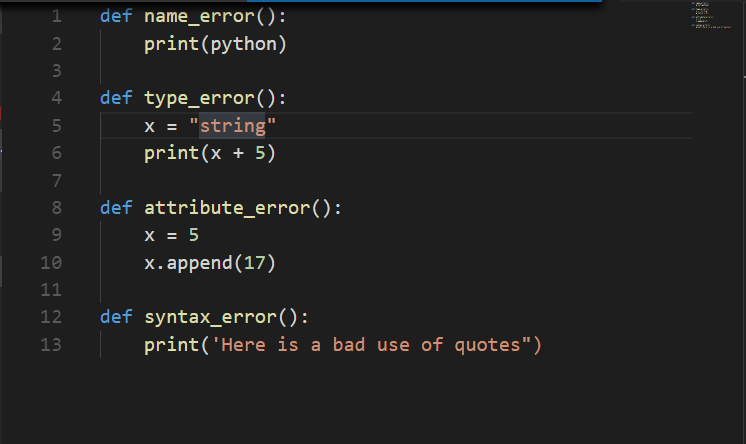 1 def name_error():
2     print(python)
3
4 def type_error():
5     x = "string"
6     print(x + 5)
7
8 def attribute_error():
9     x = 5
10     x.append(17)
11
12 def syntax_error():
13     print('Here is a bad use of quotes")